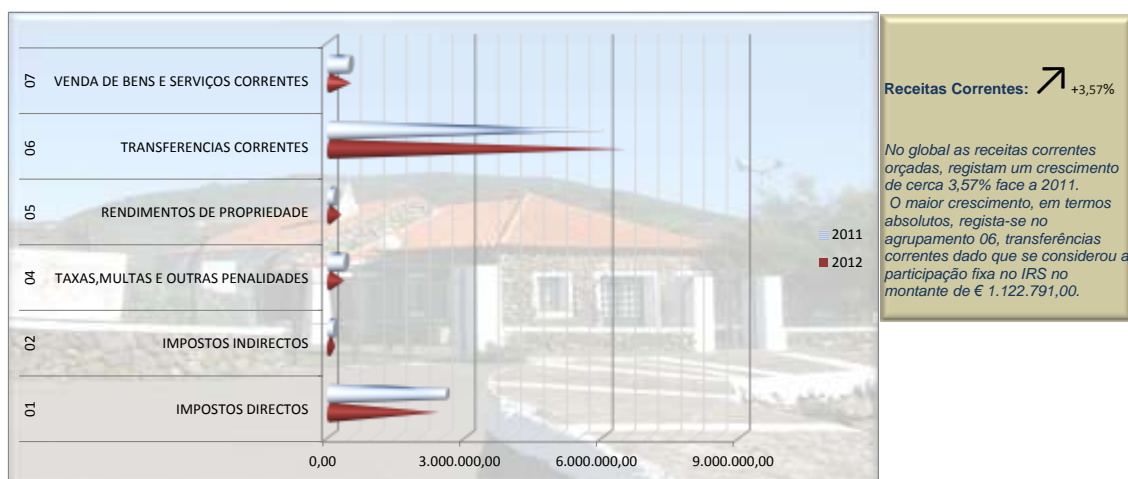 07 VENDA DE BENS E SERVIÇOS CORRENTES
06 TRANSFERENCIAS CORRENTES
05 RENDIMENTOS DE PROPRIEDADE
04 TAXAS,MULTAS E OUTRAS PENALIDADES
02 IMPOSTOS INDIRECTOS
01 IMPOSTOS DIRECTOS
0,00 3.000.000,00 6.000.000,00 9.000.000,00
2011
2012
Receitas Correntes: +3,57%
No global as receitas correntes
orçadas, registam um crescimento
de cerca 3,57% face a 2011.
O maior crescimento, em termos
absolutos, regista-se no
agrupamento 06, transferências
correntes dado que se considerou a
participação fixa no IRS no
montante de € 1.122.791,00.